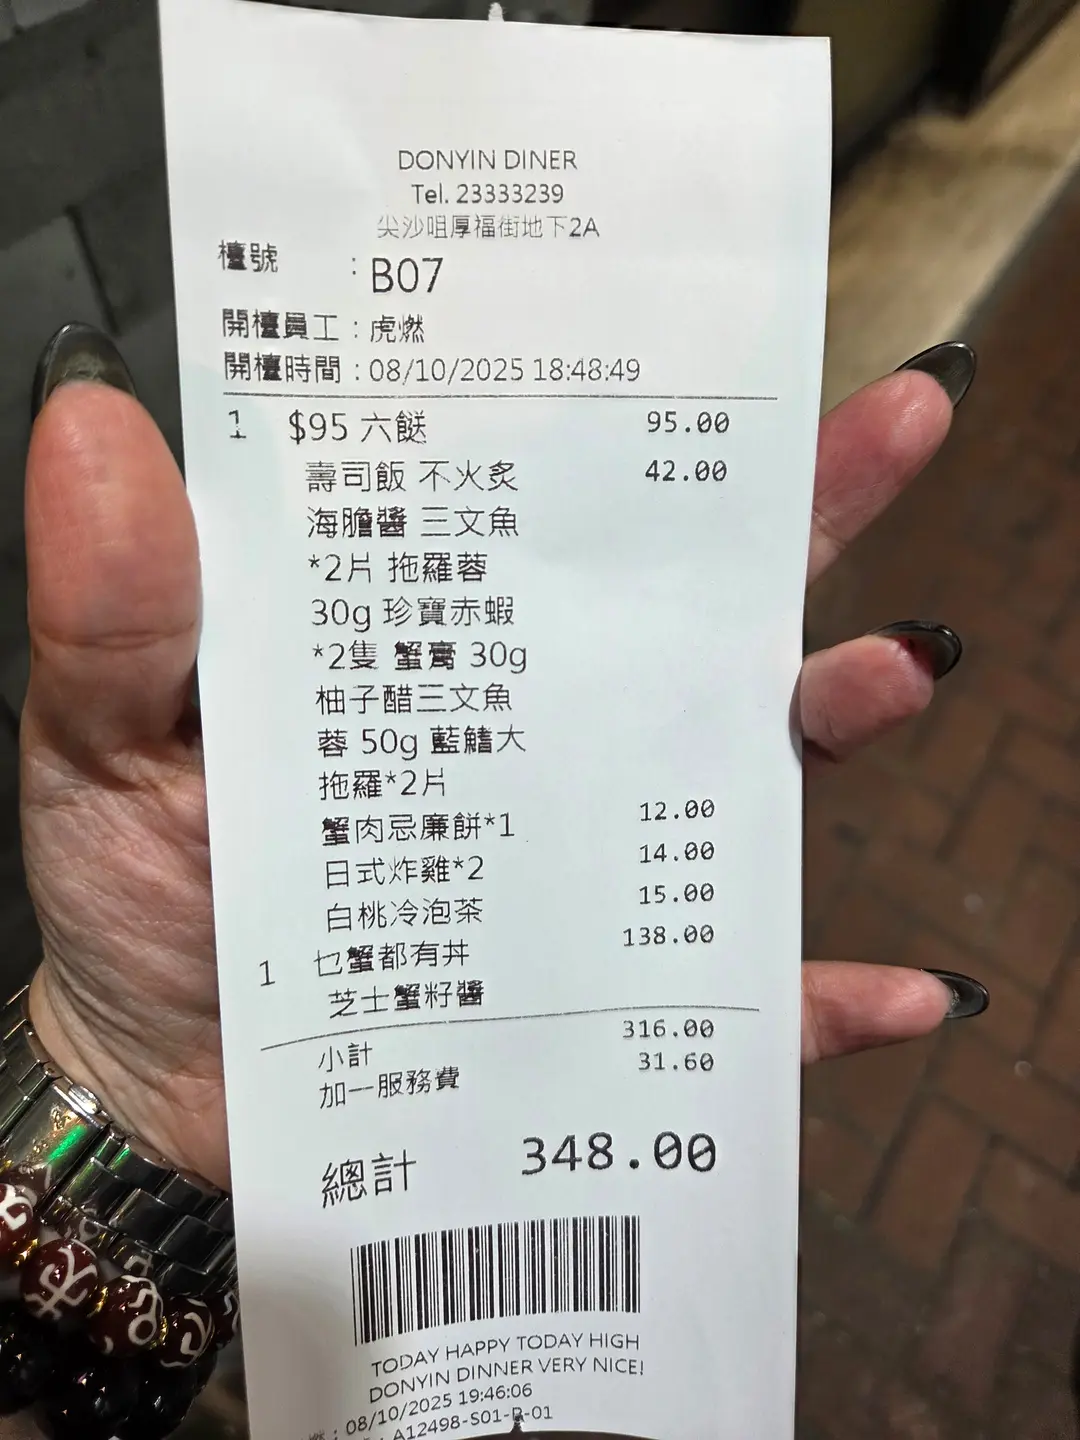 DONYIN DINER
Tel. 23333239
尖沙咀厚福街地下2A
檯號 : B07
開檯員工 : 虎燃
開檯時間 : 08/10/2025 18:48:49
1 $95 六餸 95.00
壽司飯 不火炙 42.00
海膽醬 三文魚
*2片 拖羅蓉
30g 珍寶赤蝦
*2隻 蟹膏 30g
柚子醋三文魚
蓉 50g 藍鰭大
拖羅*2片
蟹肉忌廉餅*1 12.00
日式炸雞*2 14.00
白桃冷泡茶 15.00
1 乜蟹都有丼 138.00
芝士蟹籽醬
小計 316.00
加一服務費 31.60
總計 348.00
TODAY HAPPY TODAY HIGH
DONYIN DINNER VERY NICE!
燃 : 08/10/2025 19:46:06
: A12498-S01-R-01